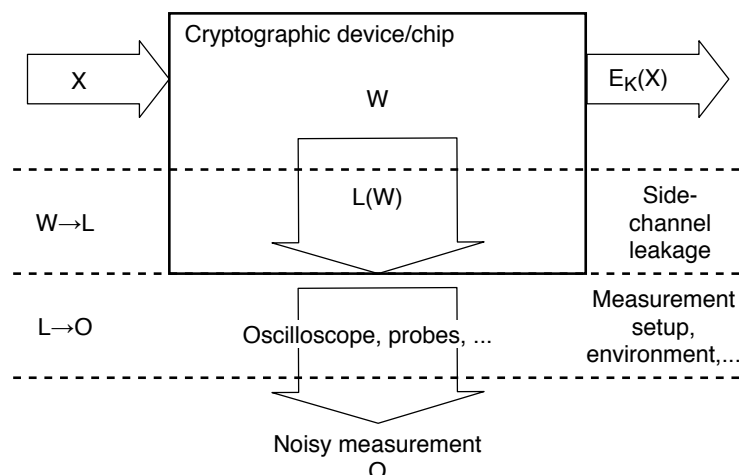 Cryptographic device/chip
X
E_K(X)
W
W→L
L(W)
Side-
channel
leakage
L→O
Oscilloscope, probes, ...
Measurement
setup,
environment,...
Noisy measurement
O